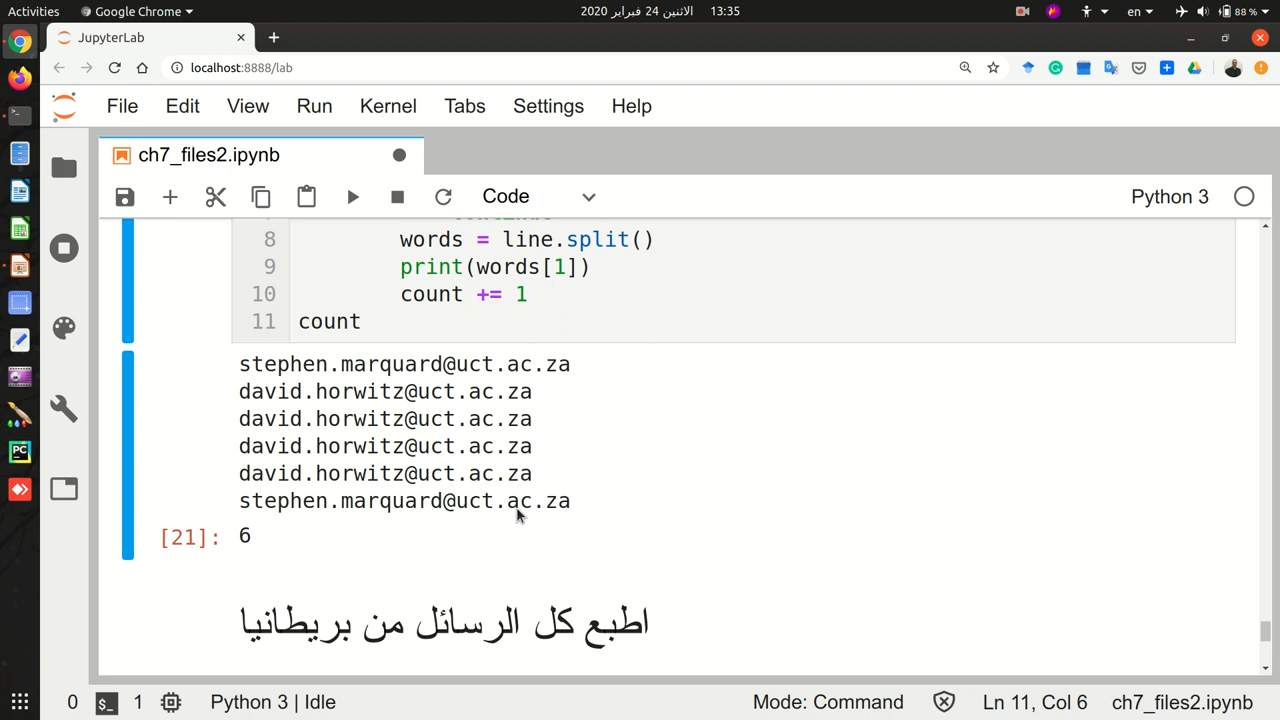 Activities
Google Chrome
الاثنين 24 فبراير 2020 13:35
en
88 %
JupyterLab
localhost:8888/lab
File Edit View Run Kernel Tabs Settings Help
ch7_files2.ipynb
Code
Python 3
8 words = line.split()
9 print(words[1])
10 count += 1
11 count
stephen.marquard@uct.ac.za
david.horwitz@uct.ac.za
david.horwitz@uct.ac.za
david.horwitz@uct.ac.za
david.horwitz@uct.ac.za
stephen.marquard@uct.ac.za
[21]: 6
اطبع كل الرسائل من بريطانيا
0 $_ 1 Python 3 | Idle Mode: Command Ln 11, Col 6 ch7_files2.ipynb